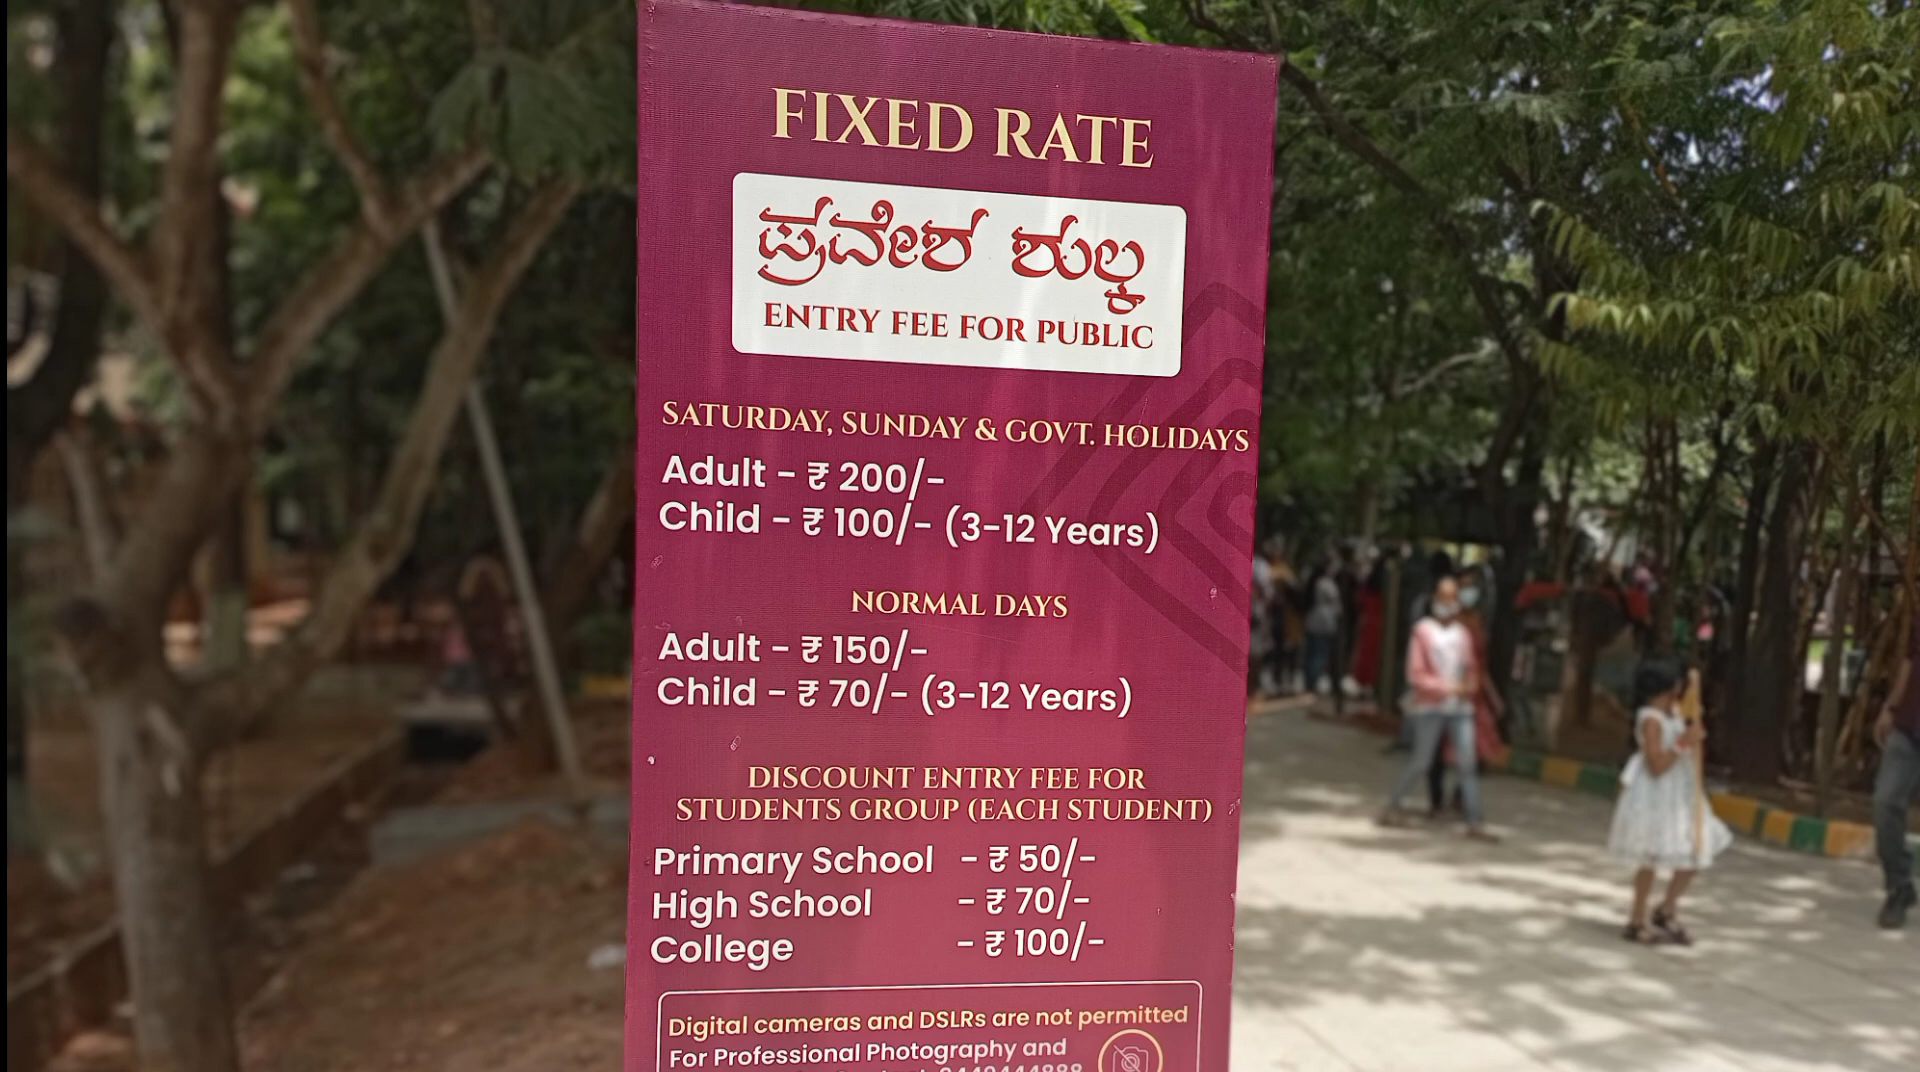 FIXED RATE
ಪ್ರವೇಶ ಶುಲ್ಕ
ENTRY FEE FOR PUBLIC
SATURDAY, SUNDAY & GOVT. HOLIDAYS
Adult - ₹ 200/-
Child - ₹ 100/- (3-12 Years)
NORMAL DAYS
Adult - ₹ 150/-
Child - ₹ 70/- (3-12 Years)
DISCOUNT ENTRY FEE FOR
STUDENTS GROUP (EACH STUDENT)
Primary School - ₹ 50/-
High School - ₹ 70/-
College - ₹ 100/-
Digital cameras and DSLRs are not permitted
For Professional Photography and